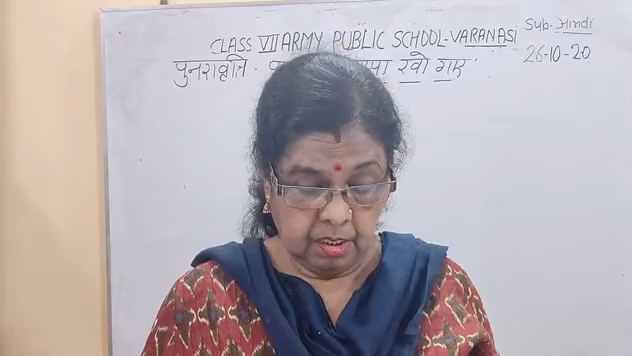 CLASS VII ARMY PUBLIC SCHOOL-VARANASI
Sub- Hindi
पुनरावृत्ति - खो गए'
26-10-20